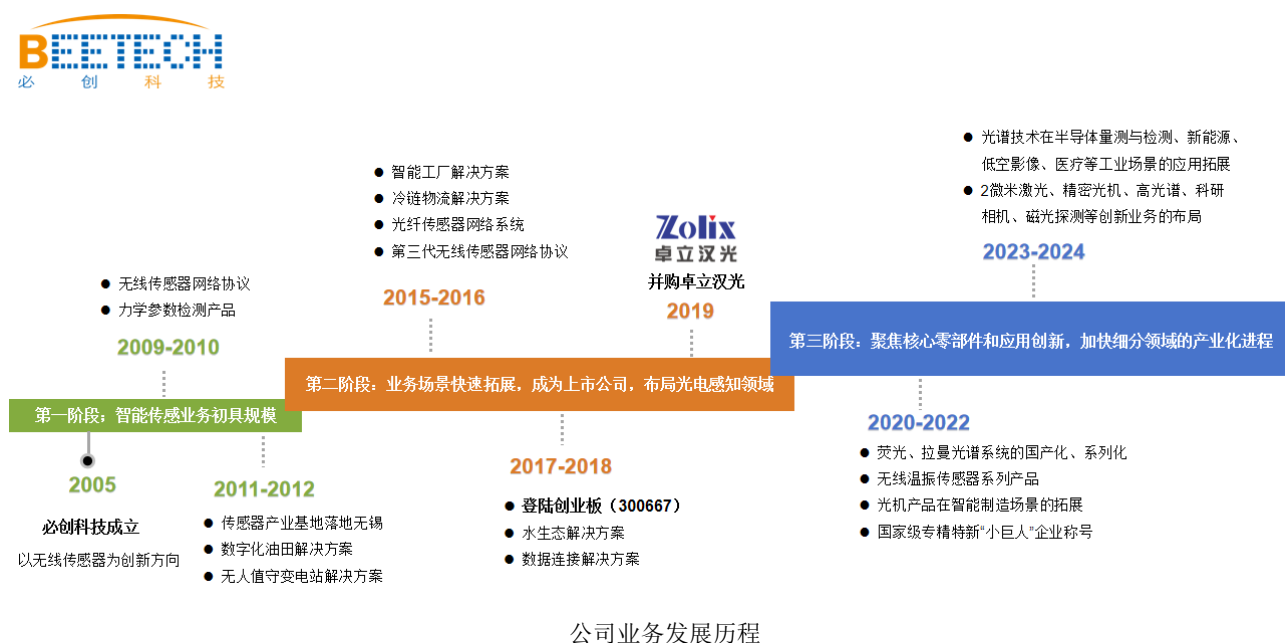 BEETECH
必创科技
光谱技术在半导体量测与检测、新能源、
低空影像、医疗等工业场景的应用拓展
2微米激光、精密光机、高光谱、科研
相机、磁光探测等创新业务的布局
2023-2024
智能工厂解决方案
冷链物流解决方案
光纤传感器网络系统
第三代无线传感器网络协议
2015-2016
Zolix
卓立汉光
并购卓立汉光
2019
无线传感器网络协议
力学参数检测产品
2009-2010
第三阶段：聚焦核心零部件和应用创新，加快细分领域的产业化进程
第二阶段：业务场景快速拓展，成为上市公司，布局光电感知领域
第一阶段；智能传感业务初具规模
2005
必创科技成立
以无线传感器为创新方向
2011-2012
传感器产业基地落地无锡
数字化油田解决方案
无人值守变电站解决方案
2017-2018
登陆创业板（300667）
水生态解决方案
数据连接解决方案
2020-2022
荧光、拉曼光谱系统的国产化、系列化
无线温振传感器系列产品
光机产品在智能制造场景的拓展
国家级专精特新“小巨人”企业称号
公司业务发展历程